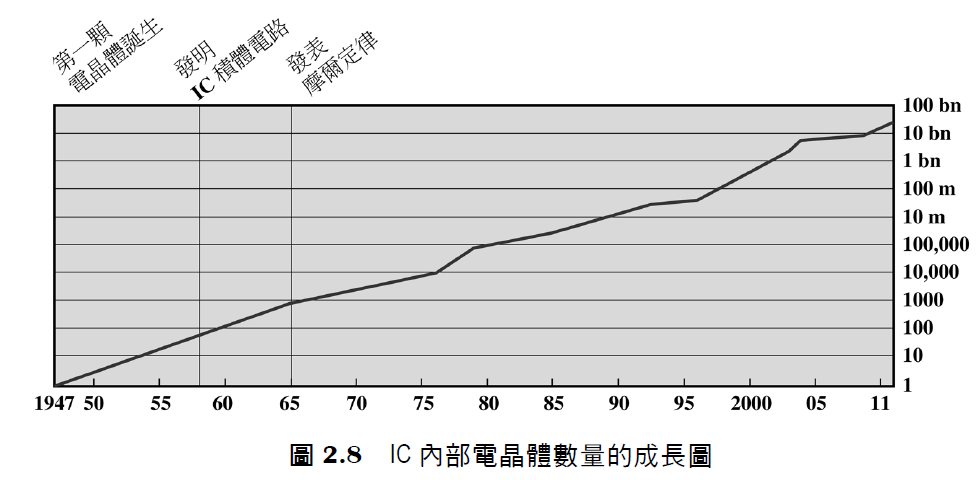 第一顆
電晶體誕生
發明
IC 積體電路
發表
摩爾定律
100 bn
10 bn
1 bn
100 m
10 m
100,000
10,000
1000
100
10
1
1947 50 55 60 65 70 75 80 85 90 95 2000 05 11
圖 2.8 IC 內部電晶體數量的成長圖